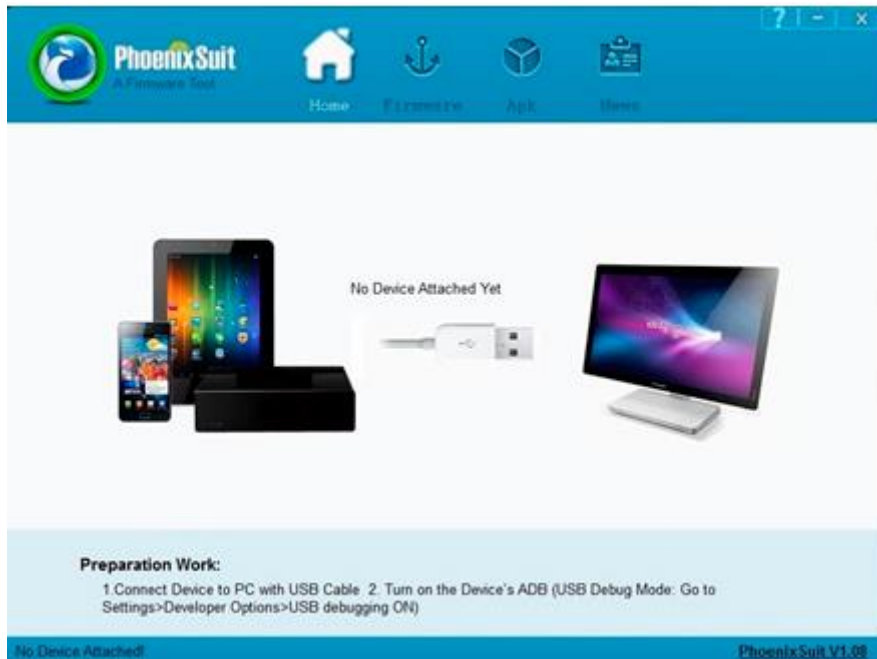 ? - x
PhoenixSuit
A Firmware Tool
Home Firmware Apk News
No Device Attached Yet
Preparation Work:
1.Connect Device to PC with USB Cable 2. Turn on the Device's ADB (USB Debug Mode: Go to
Settings>Developer Options>USB debugging ON)
No Device Attached! PhoenixSuit V1.08